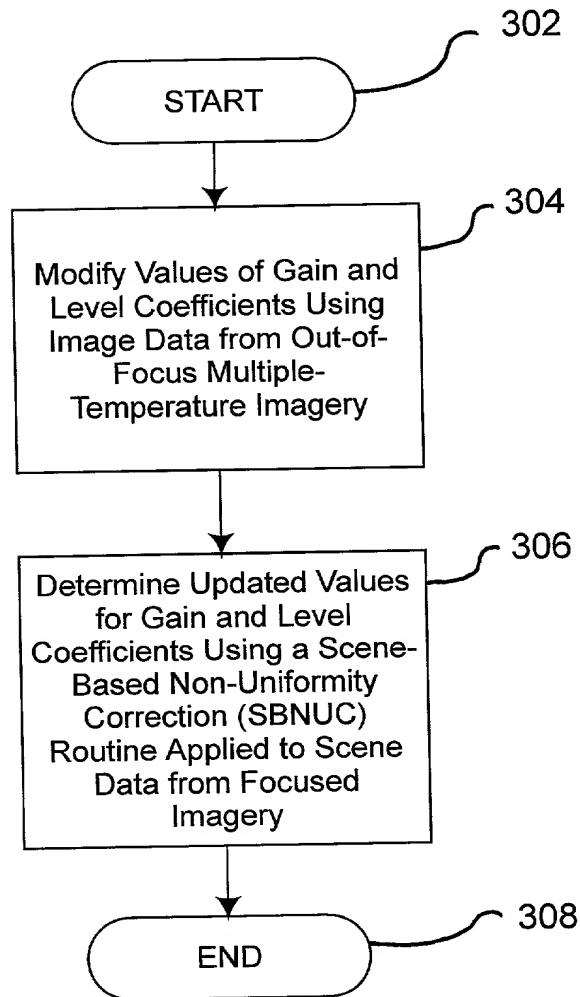 302
START
304
Modify Values of Gain and
Level Coefficients Using
Image Data from Out-of-
Focus Multiple-
Temperature Imagery
306
Determine Updated Values
for Gain and Level
Coefficients Using a Scene-
Based Non-Uniformity
Correction (SBNUC)
Routine Applied to Scene
Data from Focused
Imagery
308
END